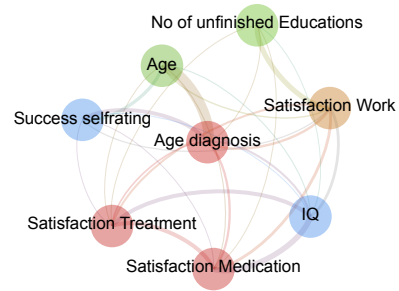 No of unfinished Educations
Age
Satisfaction Work
Success selfrating
Age diagnosis
IQ
Satisfaction Treatment
Satisfaction Medication